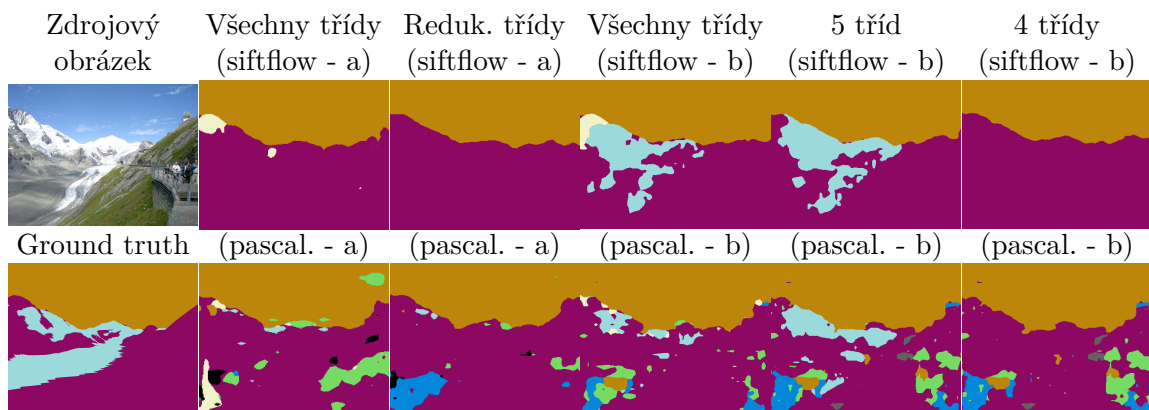 Zdrojový Všechny třídy Reduk. třídy Všechny třídy 5 tříd 4 třídy
obrázek (siftflow - a) (siftflow - a) (siftflow - b) (siftflow - b) (siftflow - b)
Ground truth (pascal. - a) (pascal. - a) (pascal. - b) (pascal. - b) (pascal. - b)